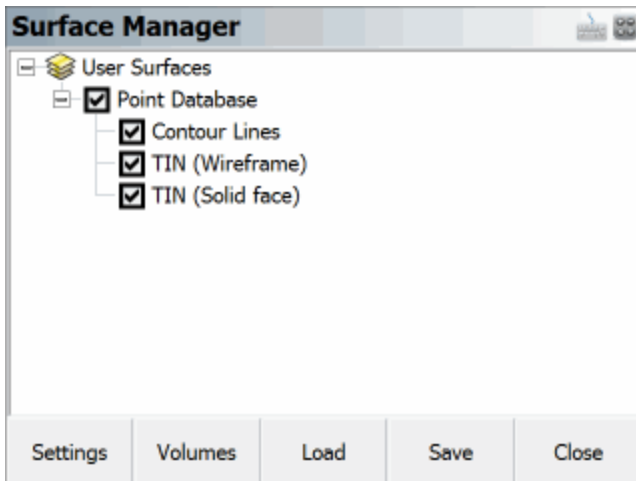 Surface Manager
User Surfaces
Point Database
Contour Lines
TIN (Wireframe)
TIN (Solid face)
Settings Volumes Load Save Close